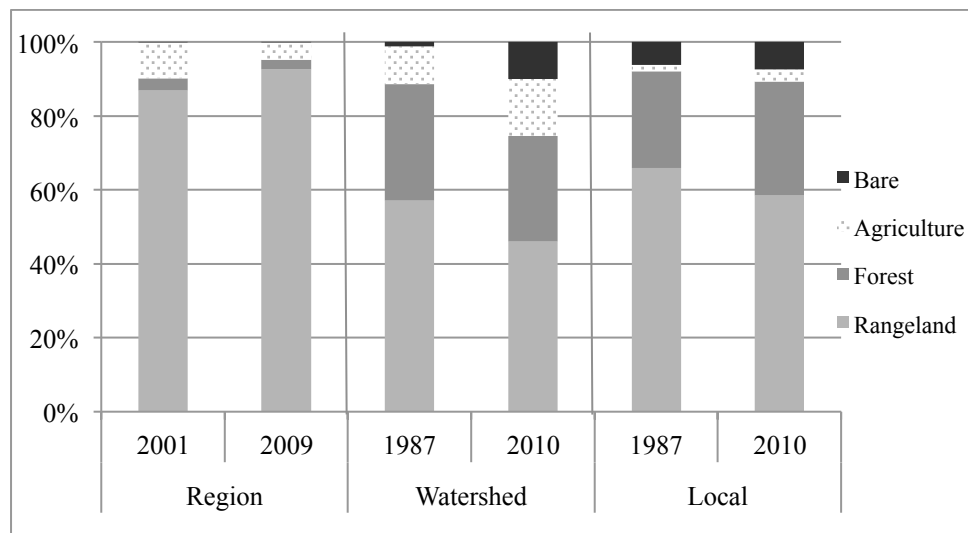 100%
80%
60%
40%
20%
0%
Bare
Agriculture
Forest
Rangeland
2001 2009 1987 2010 1987 2010
Region Watershed Local